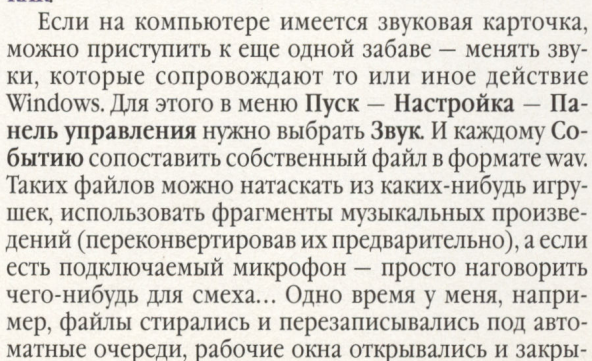 Если на компьютере имеется звуковая карточка,
можно приступить к еще одной забаве — менять зву-
ки, которые сопровождают то или иное действие
Windows. Для этого в меню Пуск — Настройка — Па-
нель управления нужно выбрать Звук. И каждому Со-
бытию сопоставить собственный файл в формате wav.
Таких файлов можно натаскать из каких-нибудь игру-
шек, использовать фрагменты музыкальных произве-
дений (переконвертировав их предварительно), а если
есть подключаемый микрофон — просто наговорить
чего-нибудь для смеха... Одно время у меня, напри-
мер, файлы стирались и перезаписывались под авто-
матные очереди, рабочие окна открывались и закры-